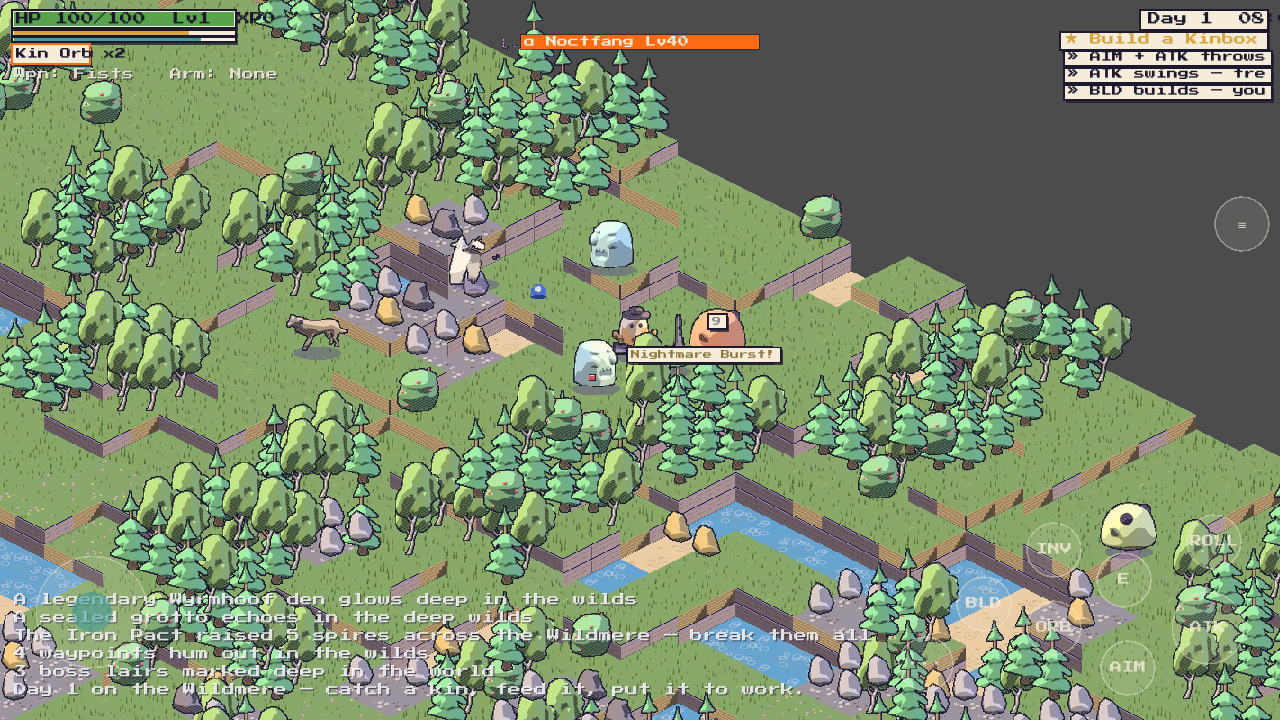 HP 100/100 Lv1 XP0
Kin Orb x2
Wpn: Fists Arm: None
a Noctfang Lv40
Day 1 08
★ Build a Kinbox
» AIM + ATK throws
» ATK swings — tre
» BLD builds — you
≡
9
Nightmare Burst!
INV
ROLL
E
BLD
ORB
ATK
AIM
A legendary Wyrmhoof den glows deep in the wilds
A sealed grotto echoes in the deep wilds
The Iron Pact raised 5 spires across the Wildmere — break them all
4 waypoints hum out in the wilds
3 boss lairs marked deep in the world
Day 1 on the Wildmere — catch a Kin, feed it, put it to work.